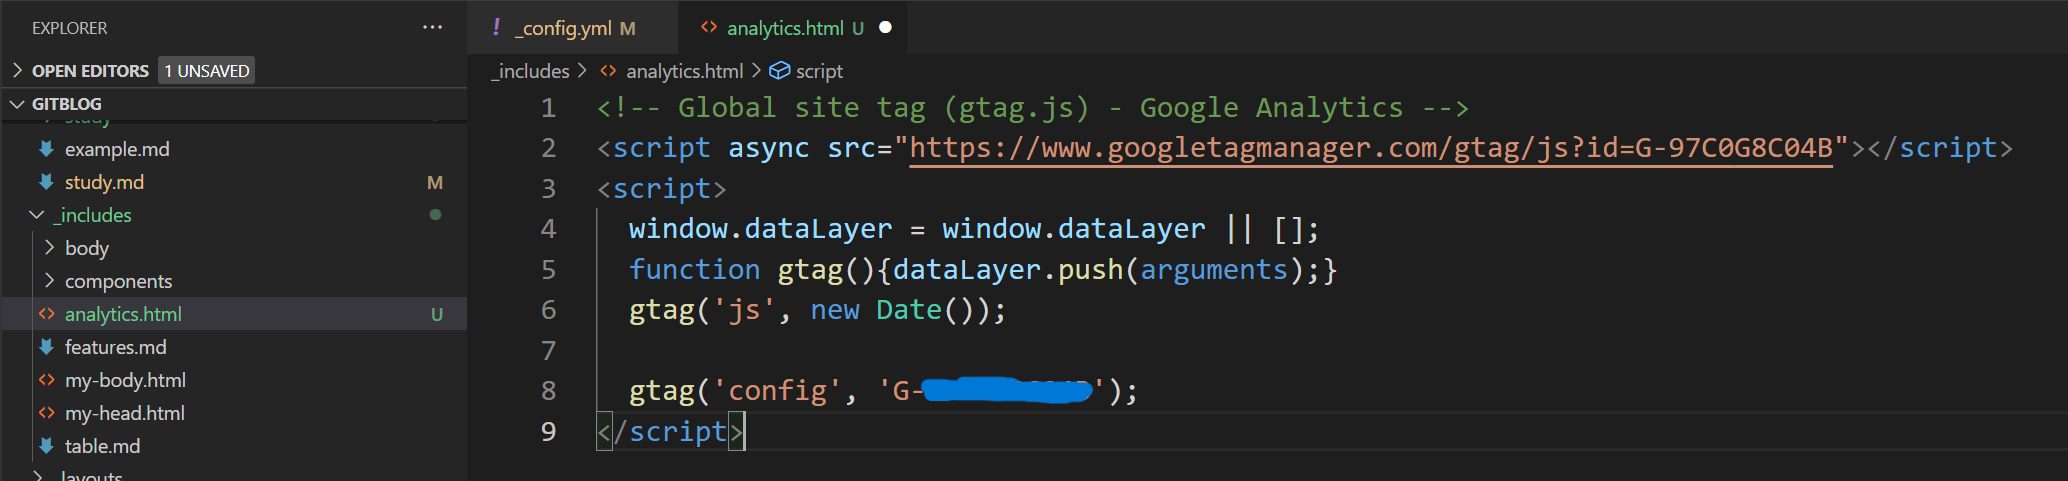 EXPLORER ···
OPEN EDITORS 1 UNSAVED
GITBLOG
study
example.md
study.md M
_includes
body
components
analytics.html U
features.md
my-body.html
my-head.html
table.md
layouts
! _config.yml M
<> analytics.html U ●
_includes > <> analytics.html > script
1 <!-- Global site tag (gtag.js) - Google Analytics -->
2 <script async src="https://www.googletagmanager.com/gtag/js?id=G-97C0G8C04B"></script>
3 <script>
4 window.dataLayer = window.dataLayer || [];
5 function gtag(){dataLayer.push(arguments);}
6 gtag('js', new Date());
7
8 gtag('config', 'G-');
9 </script>